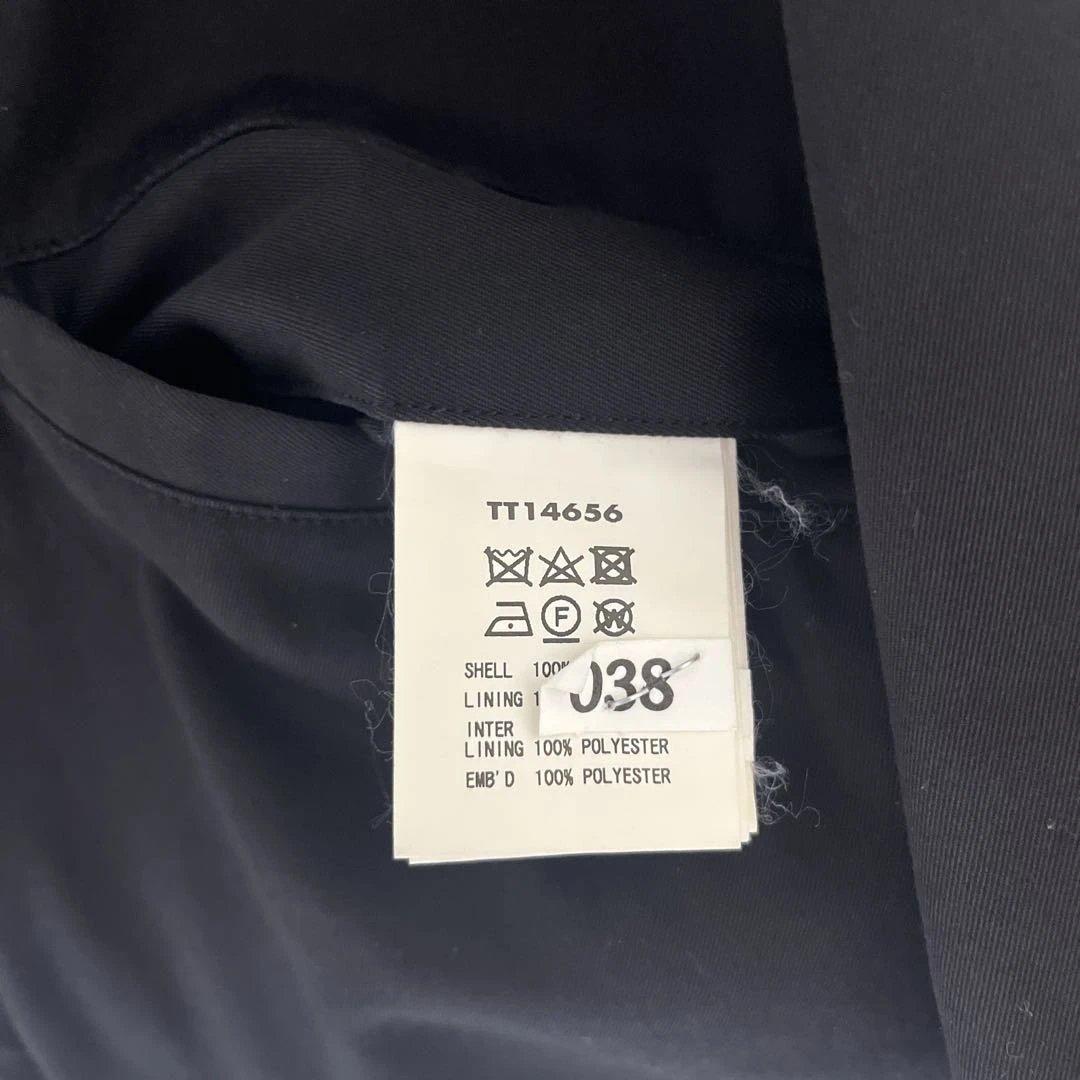 TT14656
F
W
SHELL 100%
038
LINING 1
INTER
LINING 100% POLYESTER
EMB'D 100% POLYESTER